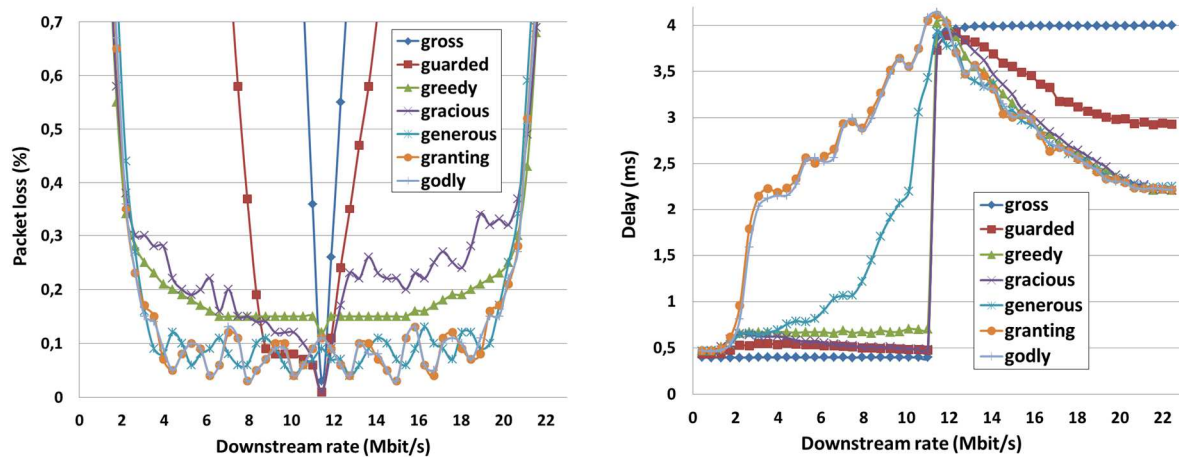 0,7
0,6
0,5
0,4
0,3
0,2
0,1
0
Packet loss (%)
gross
guarded
greedy
gracious
generous
granting
godly
0 2 4 6 8 10 12 14 16 18 20 22
Downstream rate (Mbit/s)
4
3,5
3
2,5
2
1,5
1
0,5
0
Delay (ms)
gross
guarded
greedy
gracious
generous
granting
godly
0 2 4 6 8 10 12 14 16 18 20 22
Downstream rate (Mbit/s)